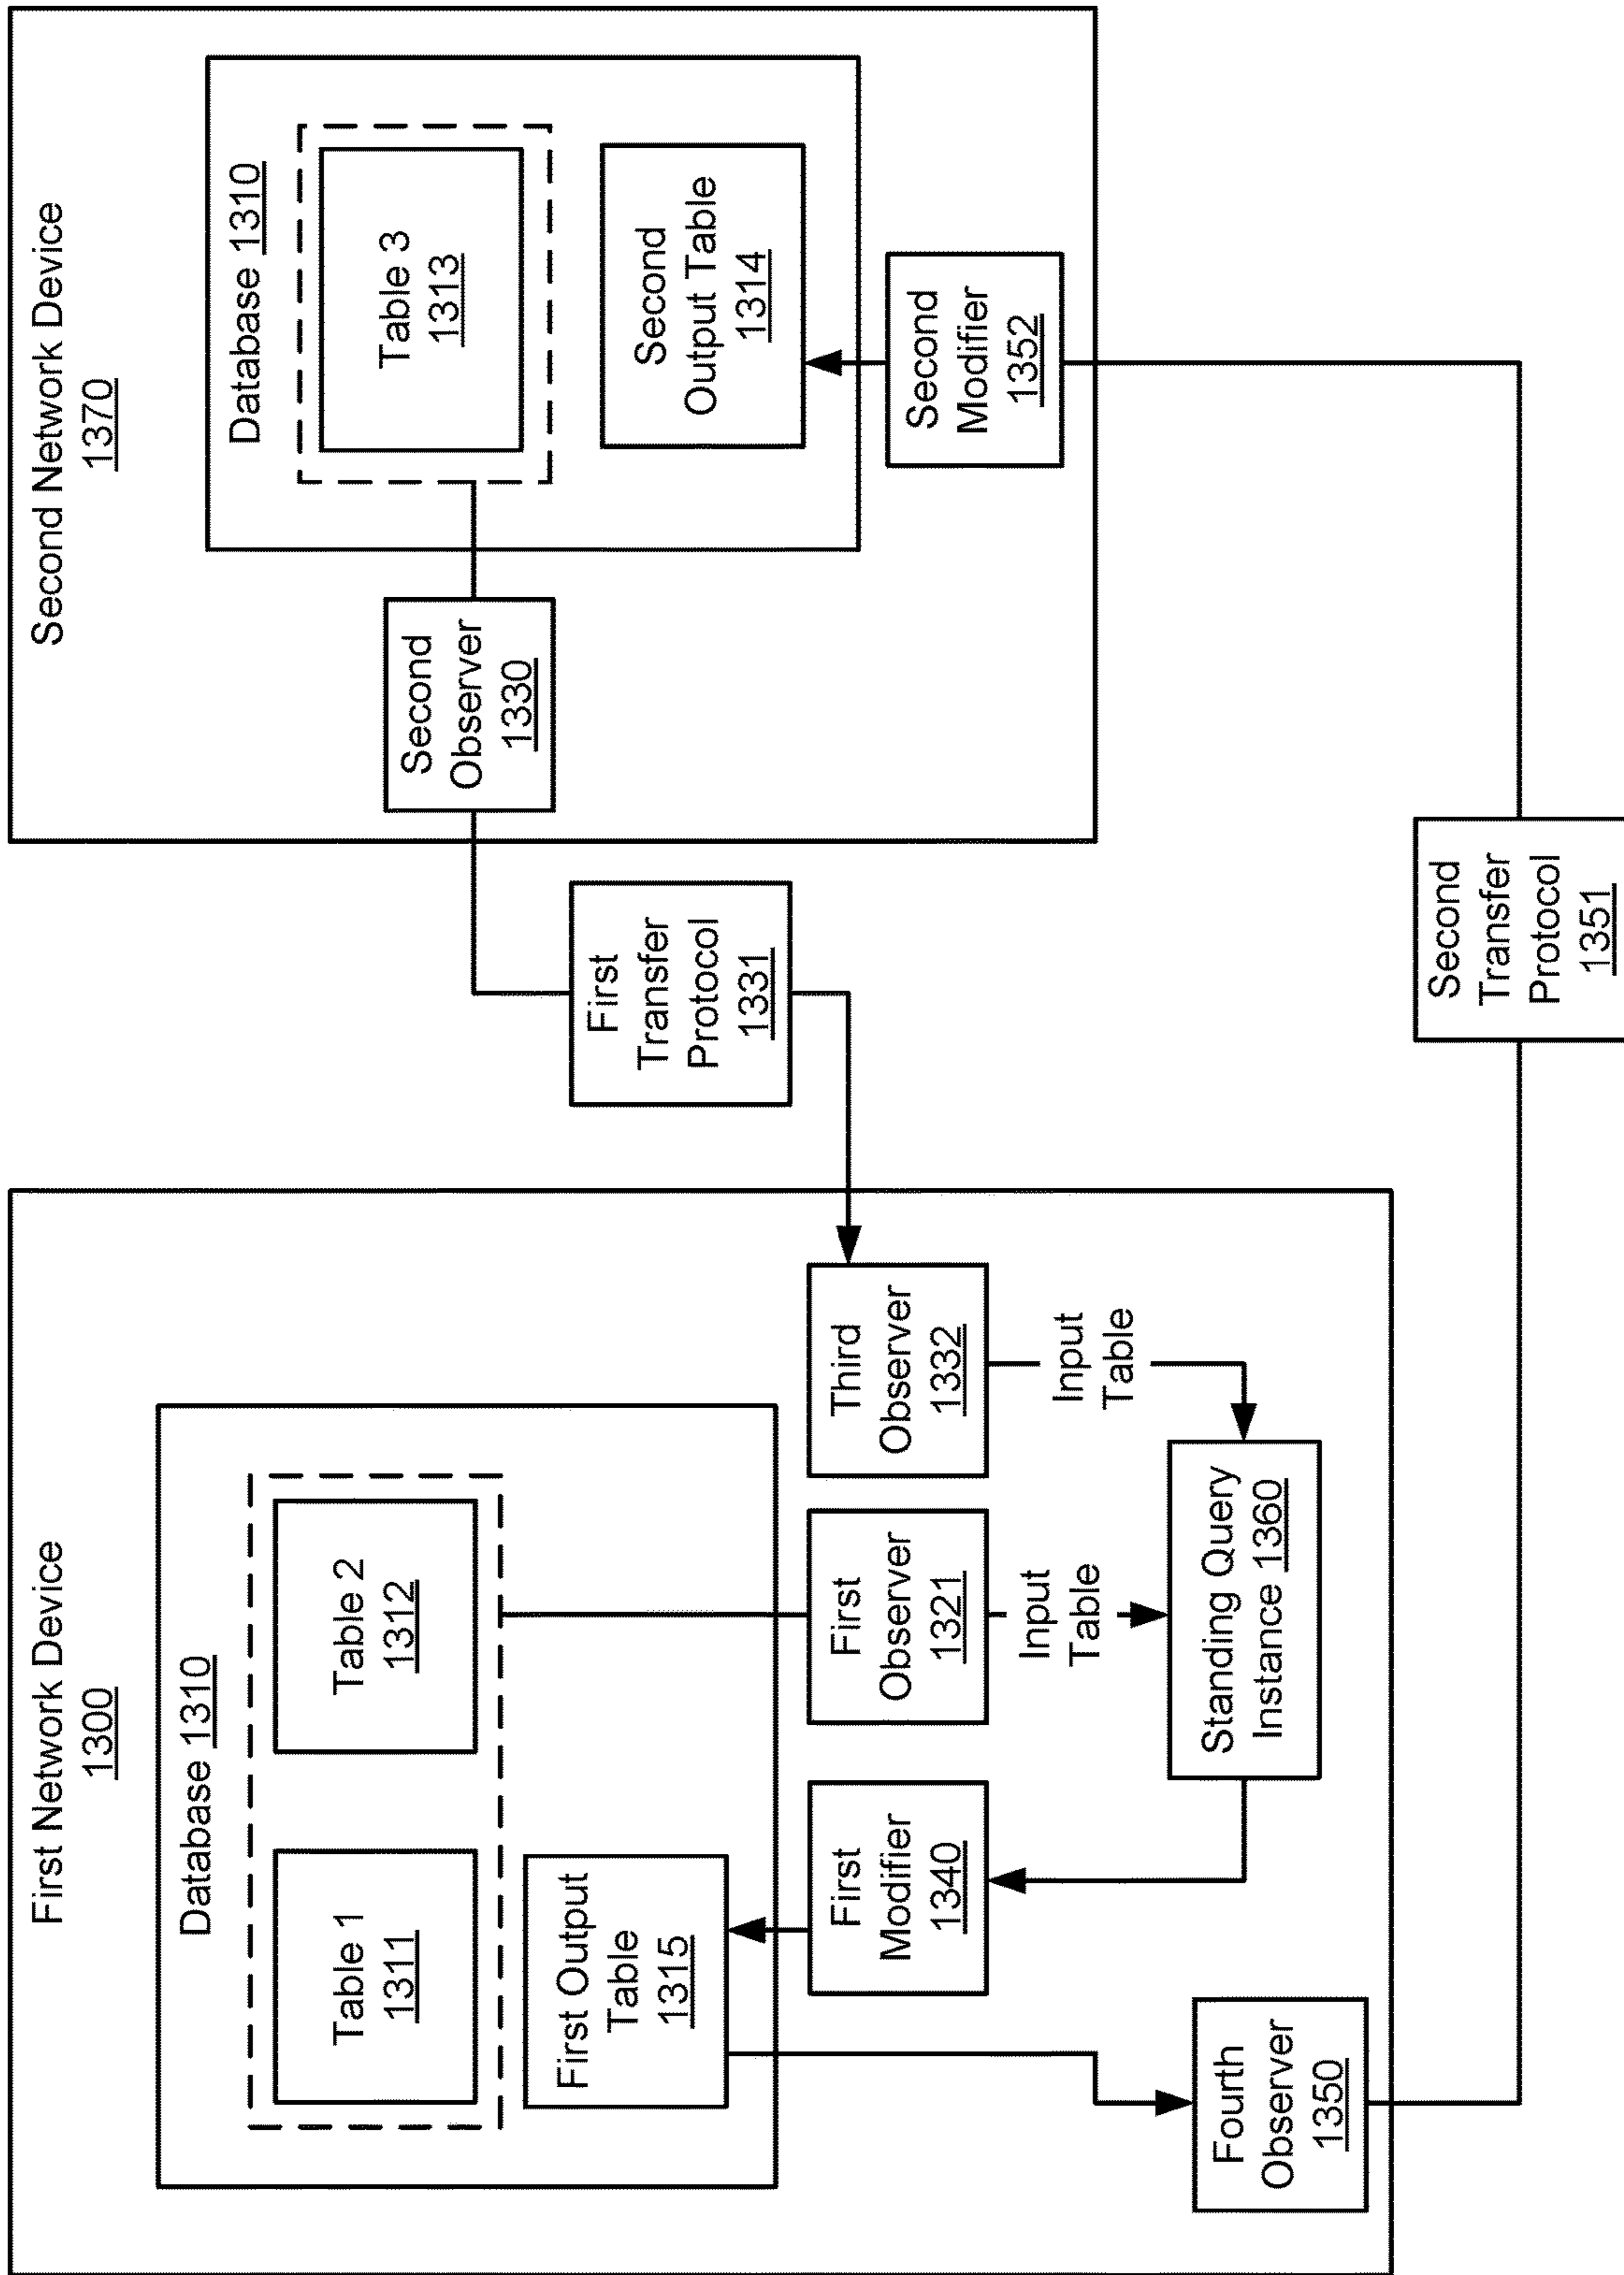 First Network Device
1300
Database 1310
Table 1
1311
Table 2
1312
First Output
Table
1315
First
Modifier
1340
First
Observer
1321
Third
Observer
1332
Input
Table
Input
Table
Standing Query
Instance 1360
Fourth
Observer
1350
First
Transfer
Protocol
1331
Second
Transfer
Protocol
1351
Second Network Device
1370
Database 1310
Table 3
1313
Second
Output Table
1314
Second
Observer
1330
Second
Modifier
1352